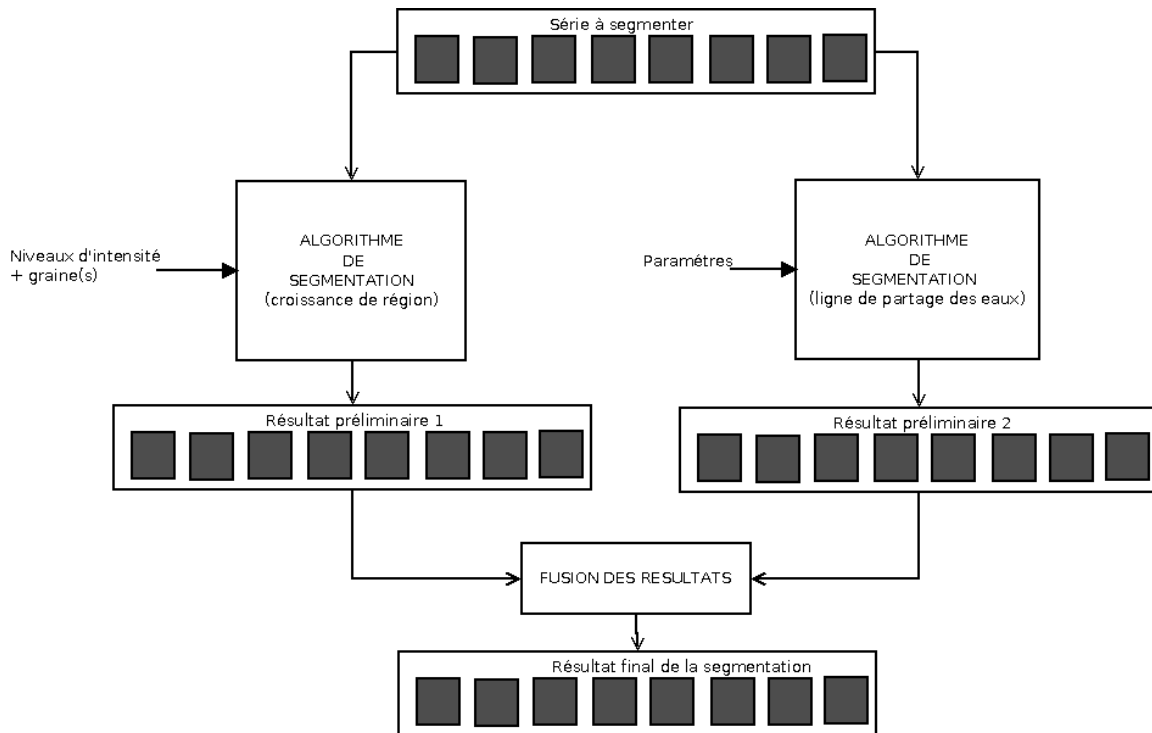 Série à segmenter
ALGORITHME
DE
SEGMENTATION
(croissance de région)
Niveaux d'intensité
+ graine(s)
ALGORITHME
DE
SEGMENTATION
(ligne de partage des eaux)
Paramétres
Résultat préliminaire 1
Résultat préliminaire 2
FUSION DES RESULTATS
Résultat final de la segmentation